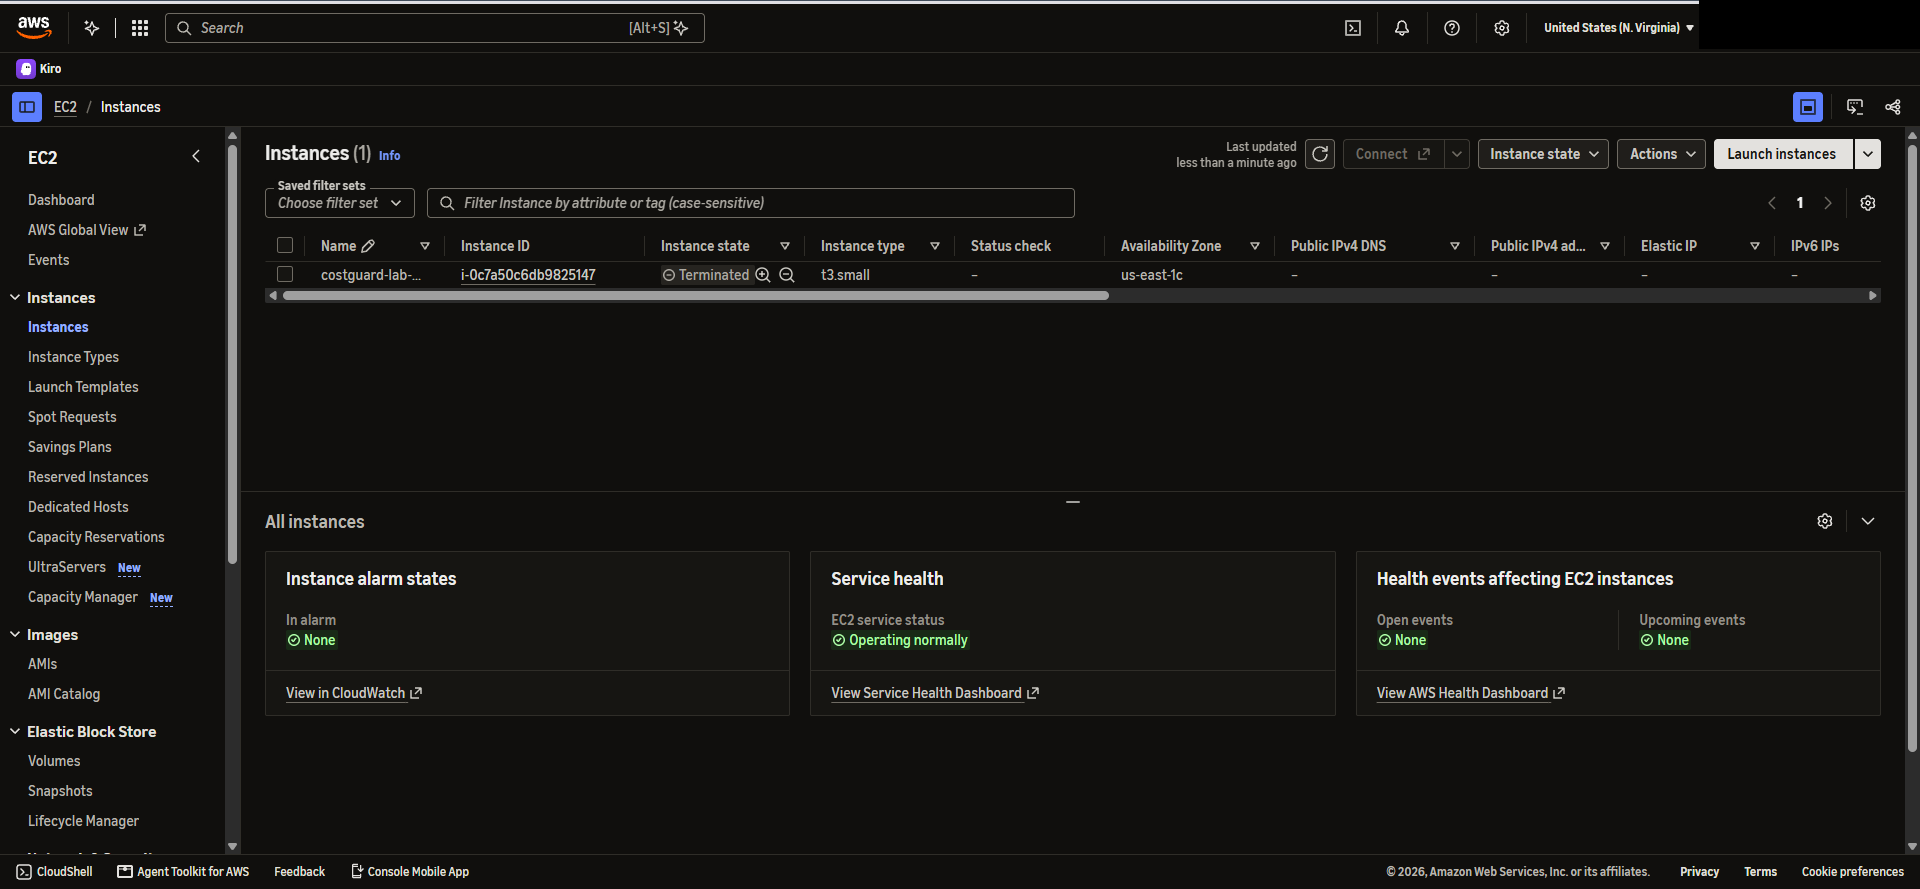 aws
Search [Alt+S]
United States (N. Virginia)
Kiro
EC2 / Instances
EC2
Dashboard
AWS Global View
Events
Instances
Instances
Instance Types
Launch Templates
Spot Requests
Savings Plans
Reserved Instances
Dedicated Hosts
Capacity Reservations
UltraServers New
Capacity Manager New
Images
AMIs
AMI Catalog
Elastic Block Store
Volumes
Snapshots
Lifecycle Manager
Instances (1) Info
Last updated
less than a minute ago
Connect
Instance state
Actions
Launch instances
Saved filter sets
Choose filter set
Filter Instance by attribute or tag (case-sensitive)
1
Name Instance ID Instance state Instance type Status check Availability Zone Public IPv4 DNS Public IPv4 ad... Elastic IP IPv6 IPs
costguard-lab-... i-0c7a50c6db9825147 Terminated t3.small – us-east-1c – – – –
All instances
Instance alarm states
In alarm
None
View in CloudWatch
Service health
EC2 service status
Operating normally
View Service Health Dashboard
Health events affecting EC2 instances
Open events
None
Upcoming events
None
View AWS Health Dashboard
CloudShell Agent Toolkit for AWS Feedback Console Mobile App
© 2026, Amazon Web Services, Inc. or its affiliates. Privacy Terms Cookie preferences